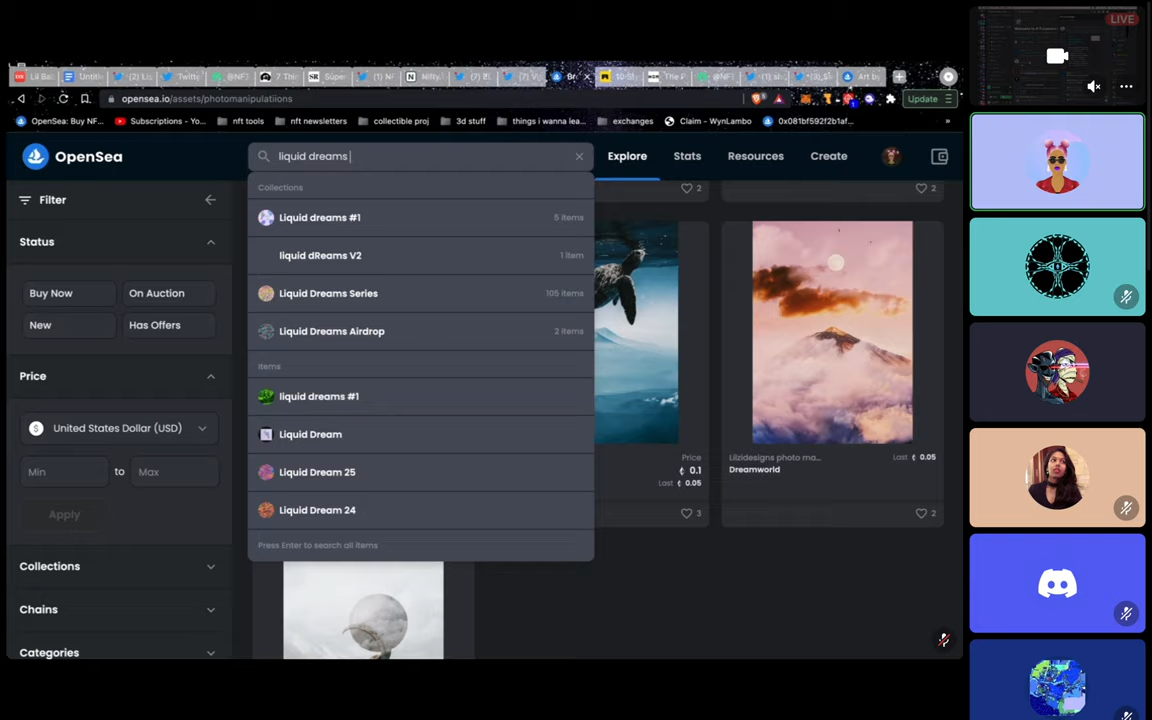 LIVE
opensea.io/assets/photomanipulatiions
Update
OpenSea: Buy NF...
Subscriptions - Yo...
nft tools
nft newsletters
collectible proj
3d stuff
things i wanna lea...
exchanges
Claim – WynLambo
0x081bf592f2b1af...
»
OpenSea
liquid dreams
Explore
Stats
Resources
Create
Filter
Status
Buy Now
On Auction
New
Has Offers
Price
United States Dollar (USD)
Min
to
Max
Apply
Collections
Chains
Categories
Collections
Liquid dreams #1
5 items
liquid dReams V2
1 item
Liquid Dreams Series
105 items
Liquid Dreams Airdrop
2 items
Items
liquid dreams #1
Liquid Dream
Liquid Dream 25
Liquid Dream 24
Press Enter to search all items
2
2
Price
0.1
Last 0.05
3
Lilzidesigns photo ma...
Last 0.05
Dreamworld
2